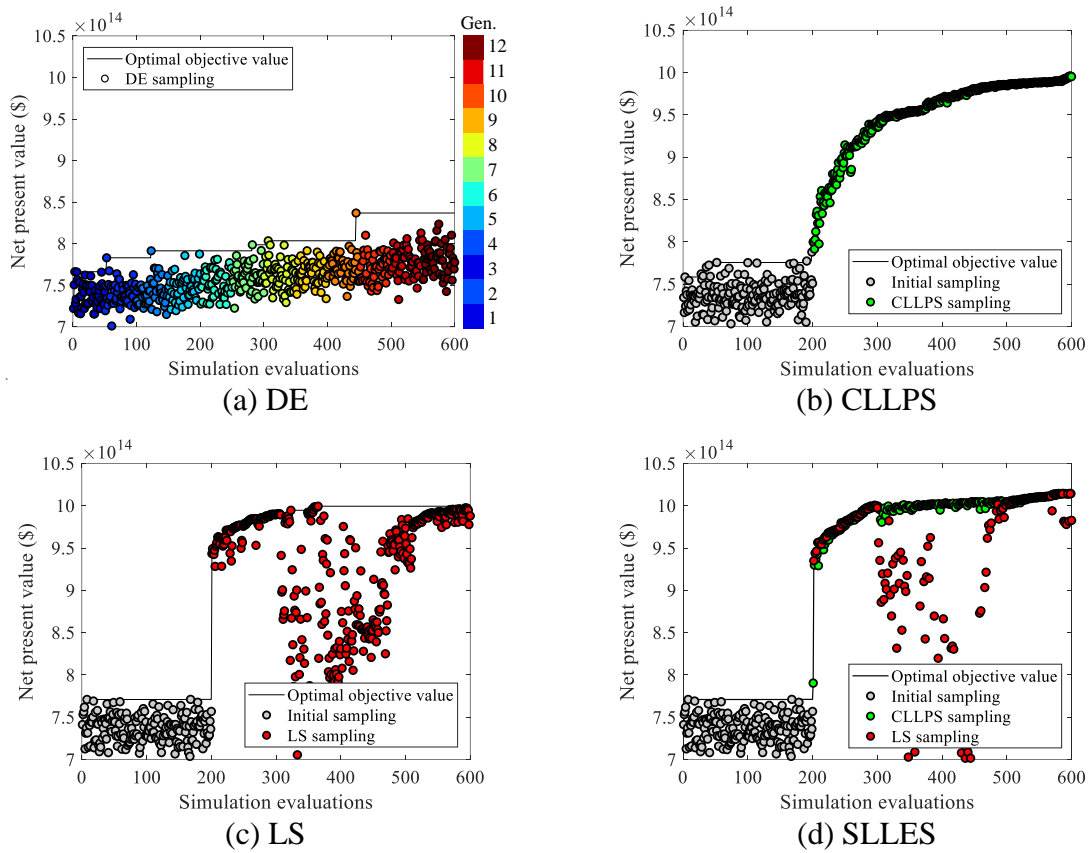 ×10^14
Gen.
10.5
10
9.5
9
8.5
8
7.5
7
Net present value ($)
Optimal objective value
DE sampling
12
11
10
9
8
7
6
5
4
3
2
1
0 100 200 300 400 500 600
Simulation evaluations
(a) DE
×10^14
10.5
10
9.5
9
8.5
8
7.5
7
Net present value ($)
Optimal objective value
Initial sampling
CLLPS sampling
0 100 200 300 400 500 600
Simulation evaluations
(b) CLLPS
×10^14
10.5
10
9.5
9
8.5
8
7.5
7
Net present value ($)
Optimal objective value
Initial sampling
LS sampling
0 100 200 300 400 500 600
Simulation evaluations
(c) LS
×10^14
10.5
10
9.5
9
8.5
8
7.5
7
Net present value ($)
Optimal objective value
Initial sampling
CLLPS sampling
LS sampling
0 100 200 300 400 500 600
Simulation evaluations
(d) SLLES